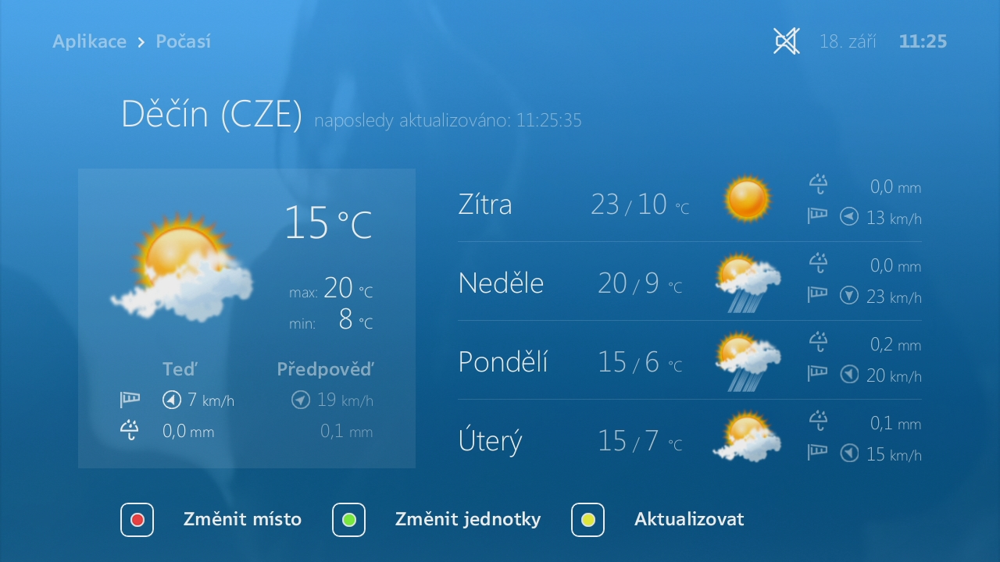 Aplikace > Počasí
18. září 11:25
Děčín (CZE) naposledy aktualizováno: 11:25:35
15 °C
max: 20 °C
min: 8 °C
Teď Předpověď
7 km/h 19 km/h
0,0 mm 0,1 mm
Zítra 23 / 10 °C 0,0 mm
13 km/h
Neděle 20 / 9 °C 0,0 mm
23 km/h
Pondělí 15 / 6 °C 0,2 mm
20 km/h
Úterý 15 / 7 °C 0,1 mm
15 km/h
Změnit místo Změnit jednotky Aktualizovat